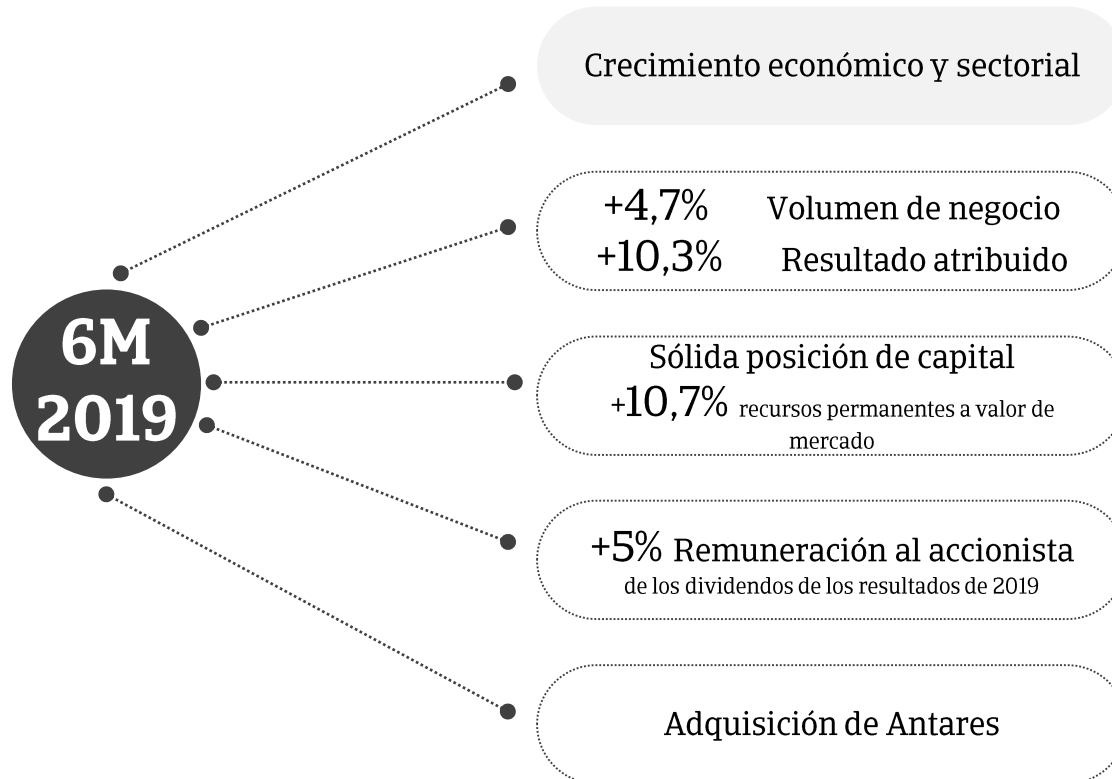 6M
2019
Crecimiento económico y sectorial
+4,7% Volumen de negocio
+10,3% Resultado atribuido
Sólida posición de capital
+10,7% recursos permanentes a valor de
mercado
+5% Remuneración al accionista
de los dividendos de los resultados de 2019
Adquisición de Antares